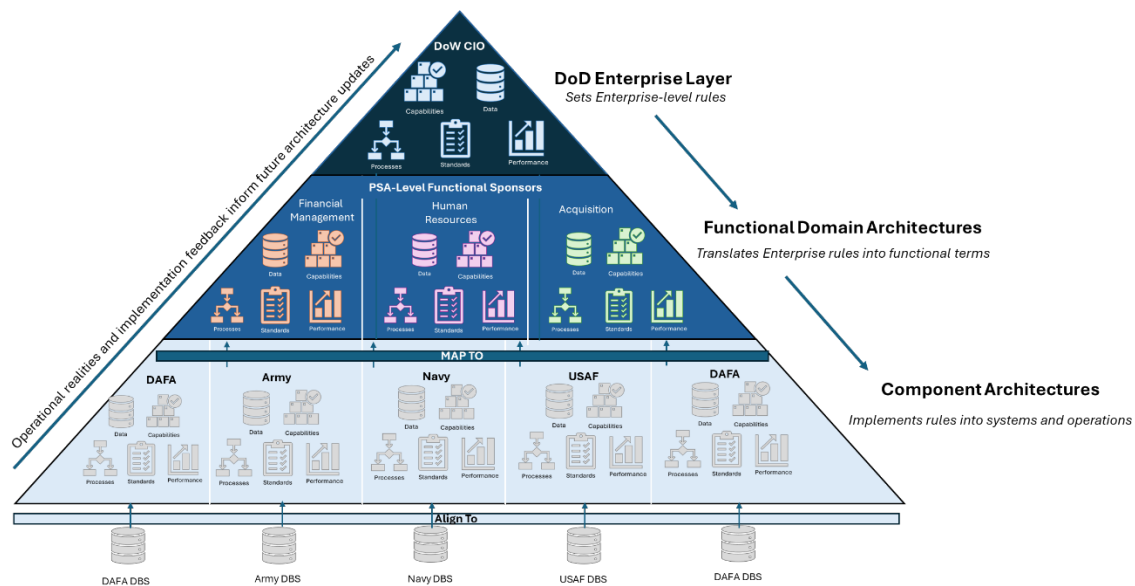 DoW CIO
Capabilities
Data
Processes
Standards
Performance
DoD Enterprise Layer
Sets Enterprise-level rules
Operational realities and implementation feedback inform future architecture updates
PSA-Level Functional Sponsors
Financial
Management
Human
Resources
Acquisition
Data
Capabilities
Data
Capabilities
Data
Capabilities
Processes
Standards
Performance
Processes
Standards
Performance
Processes
Standards
Performance
Functional Domain Architectures
Translates Enterprise rules into functional terms
MAP TO
DAFA
Army
Navy
USAF
DAFA
Data
Capabilities
Data
Capabilities
Data
Capabilities
Data
Capabilities
Data
Capabilities
Processes
Standards
Performance
Processes
Standards
Performance
Processes
Standards
Performance
Processes
Standards
Performance
Processes
Standards
Performance
Component Architectures
Implements rules into systems and operations
Align To
DAFA DBS
Army DBS
Navy DBS
USAF DBS
DAFA DBS